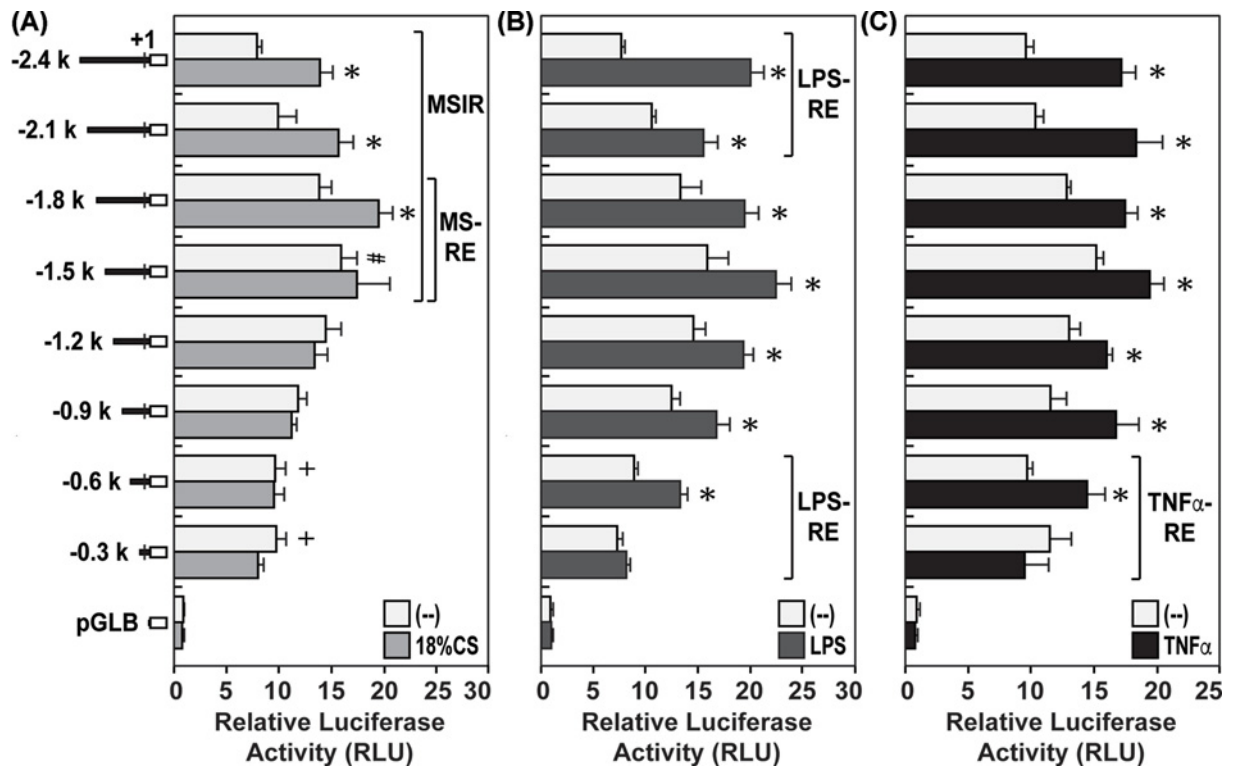 (A)
+1
-2.4 k
*
-2.1 k
*
MSIR
-1.8 k
*
MS-
RE
-1.5 k
#
-1.2 k
-0.9 k
-0.6 k
+
-0.3 k
+
pGLB
(--)
18%CS
0 5 10 15 20 25 30
Relative Luciferase
Activity (RLU)
(B)
*
LPS-
RE
*
*
*
*
*
*
LPS-
RE
(--)
LPS
0 5 10 15 20 25 30
Relative Luciferase
Activity (RLU)
(C)
*
*
*
*
*
*
*
TNFα-
RE
(--)
TNFα
0 5 10 15 20 25
Relative Luciferase
Activity (RLU)